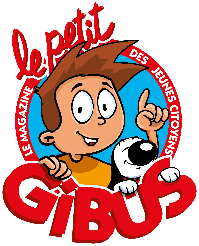 le petit
LE MAGAZINE
DES JEUNES CITOYENS
GiBUS